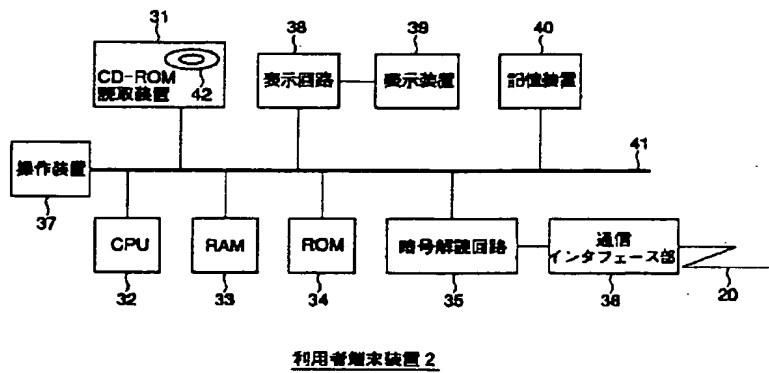 31
38
39
40
CD-ROM
読取装置
42
表示回路
表示装置
記憶装置
操作装置
41
37
CPU
RAM
ROM
暗号解読回路
通信
インタフェース部
32
33
34
35
38
20
利用者端末装置2